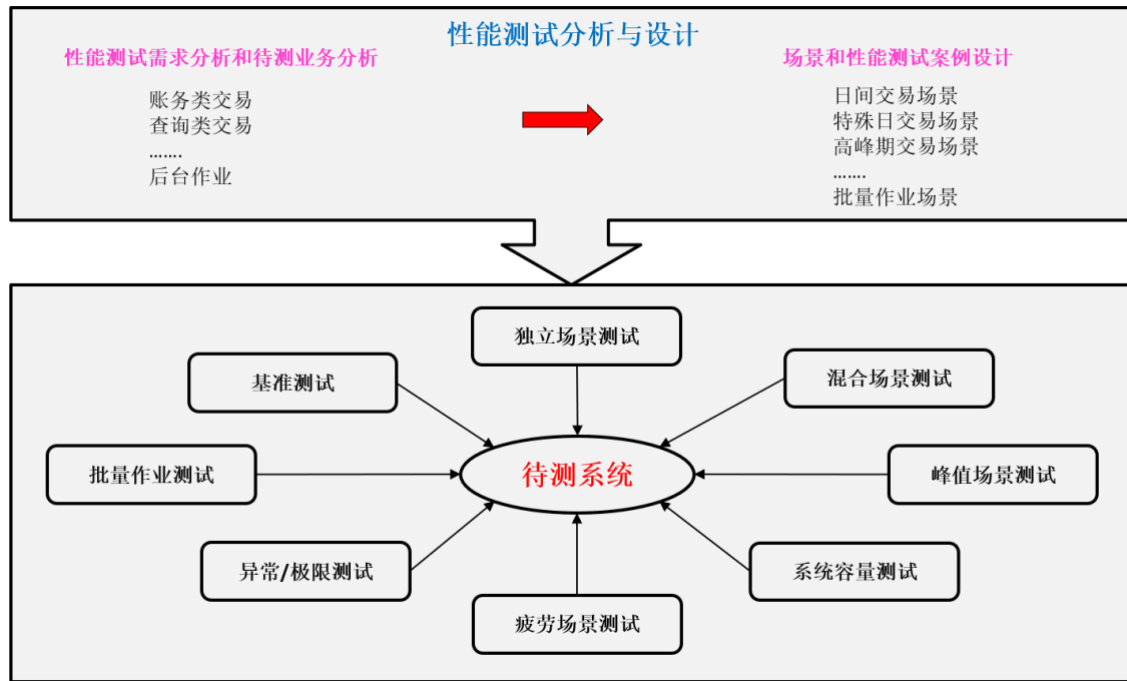 性能测试分析与设计
性能测试需求分析和待测业务分析
账务类交易
查询类交易
.......
后台作业
场景和性能测试案例设计
日间交易场景
特殊日交易场景
高峰期交易场景
.......
批量作业场景
独立场景测试
基准测试
混合场景测试
批量作业测试
待测系统
峰值场景测试
异常/极限测试
系统容量测试
疲劳场景测试